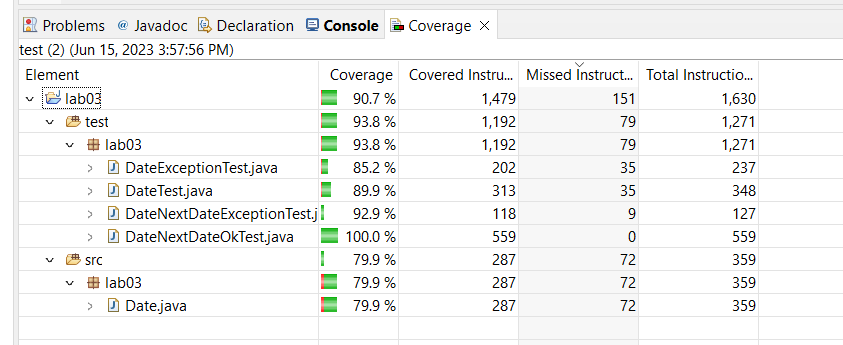 Problems @ Javadoc Declaration Console Coverage
test (2) (Jun 15, 2023 3:57:56 PM)
Element Coverage Covered Instru... Missed Instruct... Total Instructio...
lab03 90.7 % 1,479 151 1,630
test 93.8 % 1,192 79 1,271
lab03 93.8 % 1,192 79 1,271
DateExceptionTest.java 85.2 % 202 35 237
DateTest.java 89.9 % 313 35 348
DateNextDateExceptionTest.j 92.9 % 118 9 127
DateNextDateOkTest.java 100.0 % 559 0 559
src 79.9 % 287 72 359
lab03 79.9 % 287 72 359
Date.java 79.9 % 287 72 359